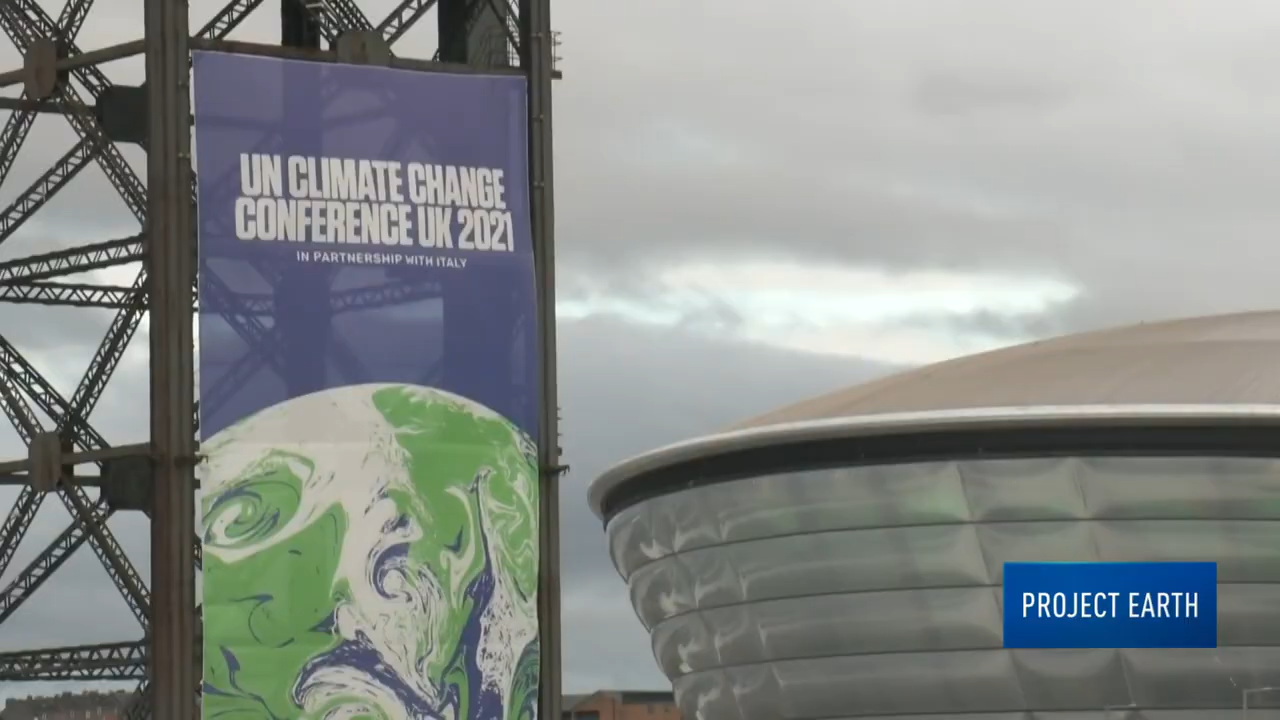 UN CLIMATE CHANGE
CONFERENCE UK 2021
IN PARTNERSHIP WITH ITALY
PROJECT EARTH